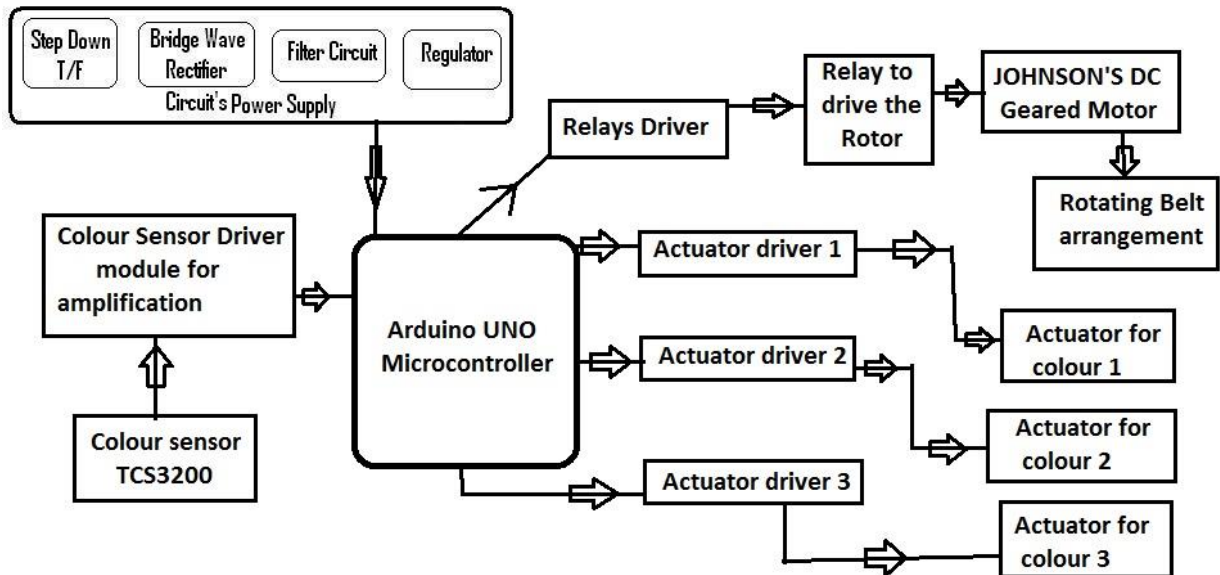 Step Down
T/F
Bridge Wave
Rectifier
Filter Circuit
Regulator
Circuit's Power Supply
Relays Driver
Relay to
drive the
Rotor
JOHNSON'S DC
Geared Motor
Rotating Belt
arrangement
Colour Sensor Driver
module for
amplification
Colour sensor
TCS3200
Arduino UNO
Microcontroller
Actuator driver 1
Actuator for
colour 1
Actuator driver 2
Actuator for
colour 2
Actuator driver 3
Actuator for
colour 3